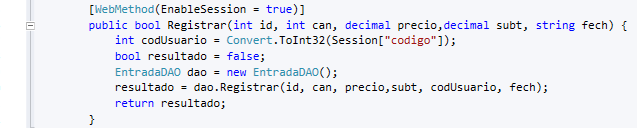 [WebMethod(EnableSession = true)]
public bool Registrar(int id, int can, decimal precio,decimal subt, string fech) {
int codUsuario = Convert.ToInt32(Session["codigo"]);
bool resultado = false;
EntradaDAO dao = new EntradaDAO();
resultado = dao.Registrar(id, can, precio,subt, codUsuario, fech);
return resultado;
}